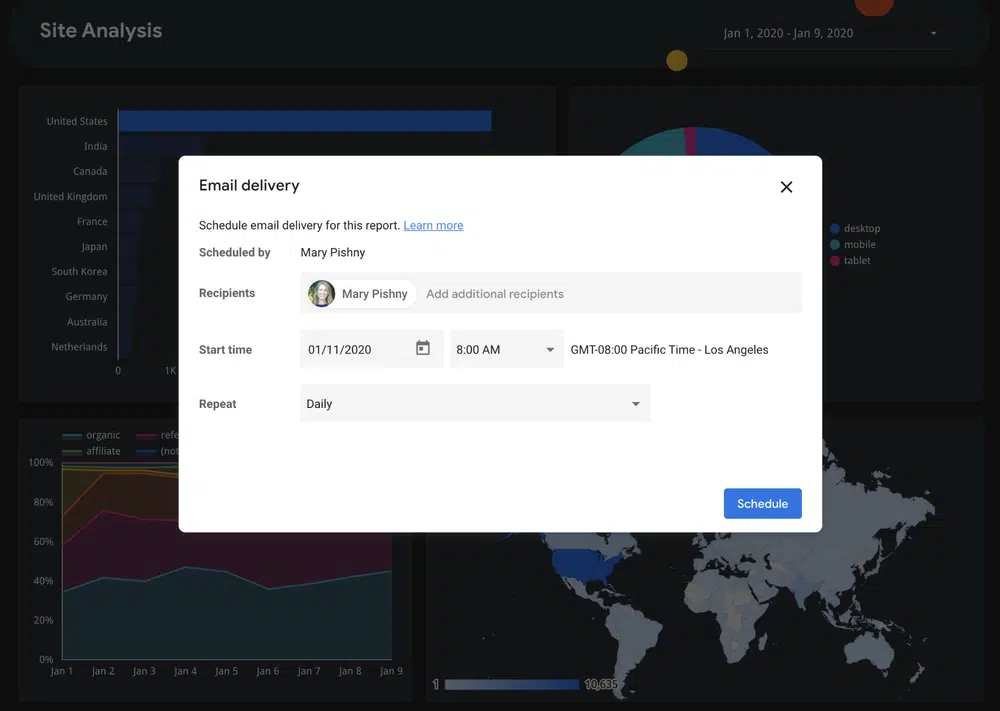 Site Analysis
Jan 1, 2020 - Jan 9, 2020
United States
India
Canada
United Kingdom
France
Japan
South Korea
Germany
Australia
Netherlands
0
1K
desktop
mobile
tablet
Email delivery
Schedule email delivery for this report. Learn more
Scheduled by Mary Pishny
Recipients Mary Pishny Add additional recipients
Start time 01/11/2020 8:00 AM GMT-08:00 Pacific Time - Los Angeles
Repeat Daily
Schedule
organic refe
affiliate (not
100%
80%
60%
40%
20%
0%
Jan 1 Jan 2 Jan 3 Jan 4 Jan 5 Jan 6 Jan 7 Jan 8 Jan 9
1 10,635